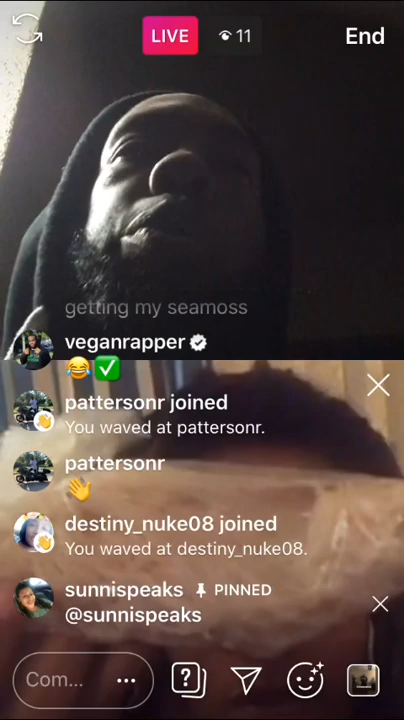 LIVE
11
End
getting my seamoss
veganrapper
pattersonr joined
You waved at pattersonr.
pattersonr
destiny_nuke08 joined
You waved at destiny_nuke08.
sunnispeaks PINNED
@sunnispeaks
Com...